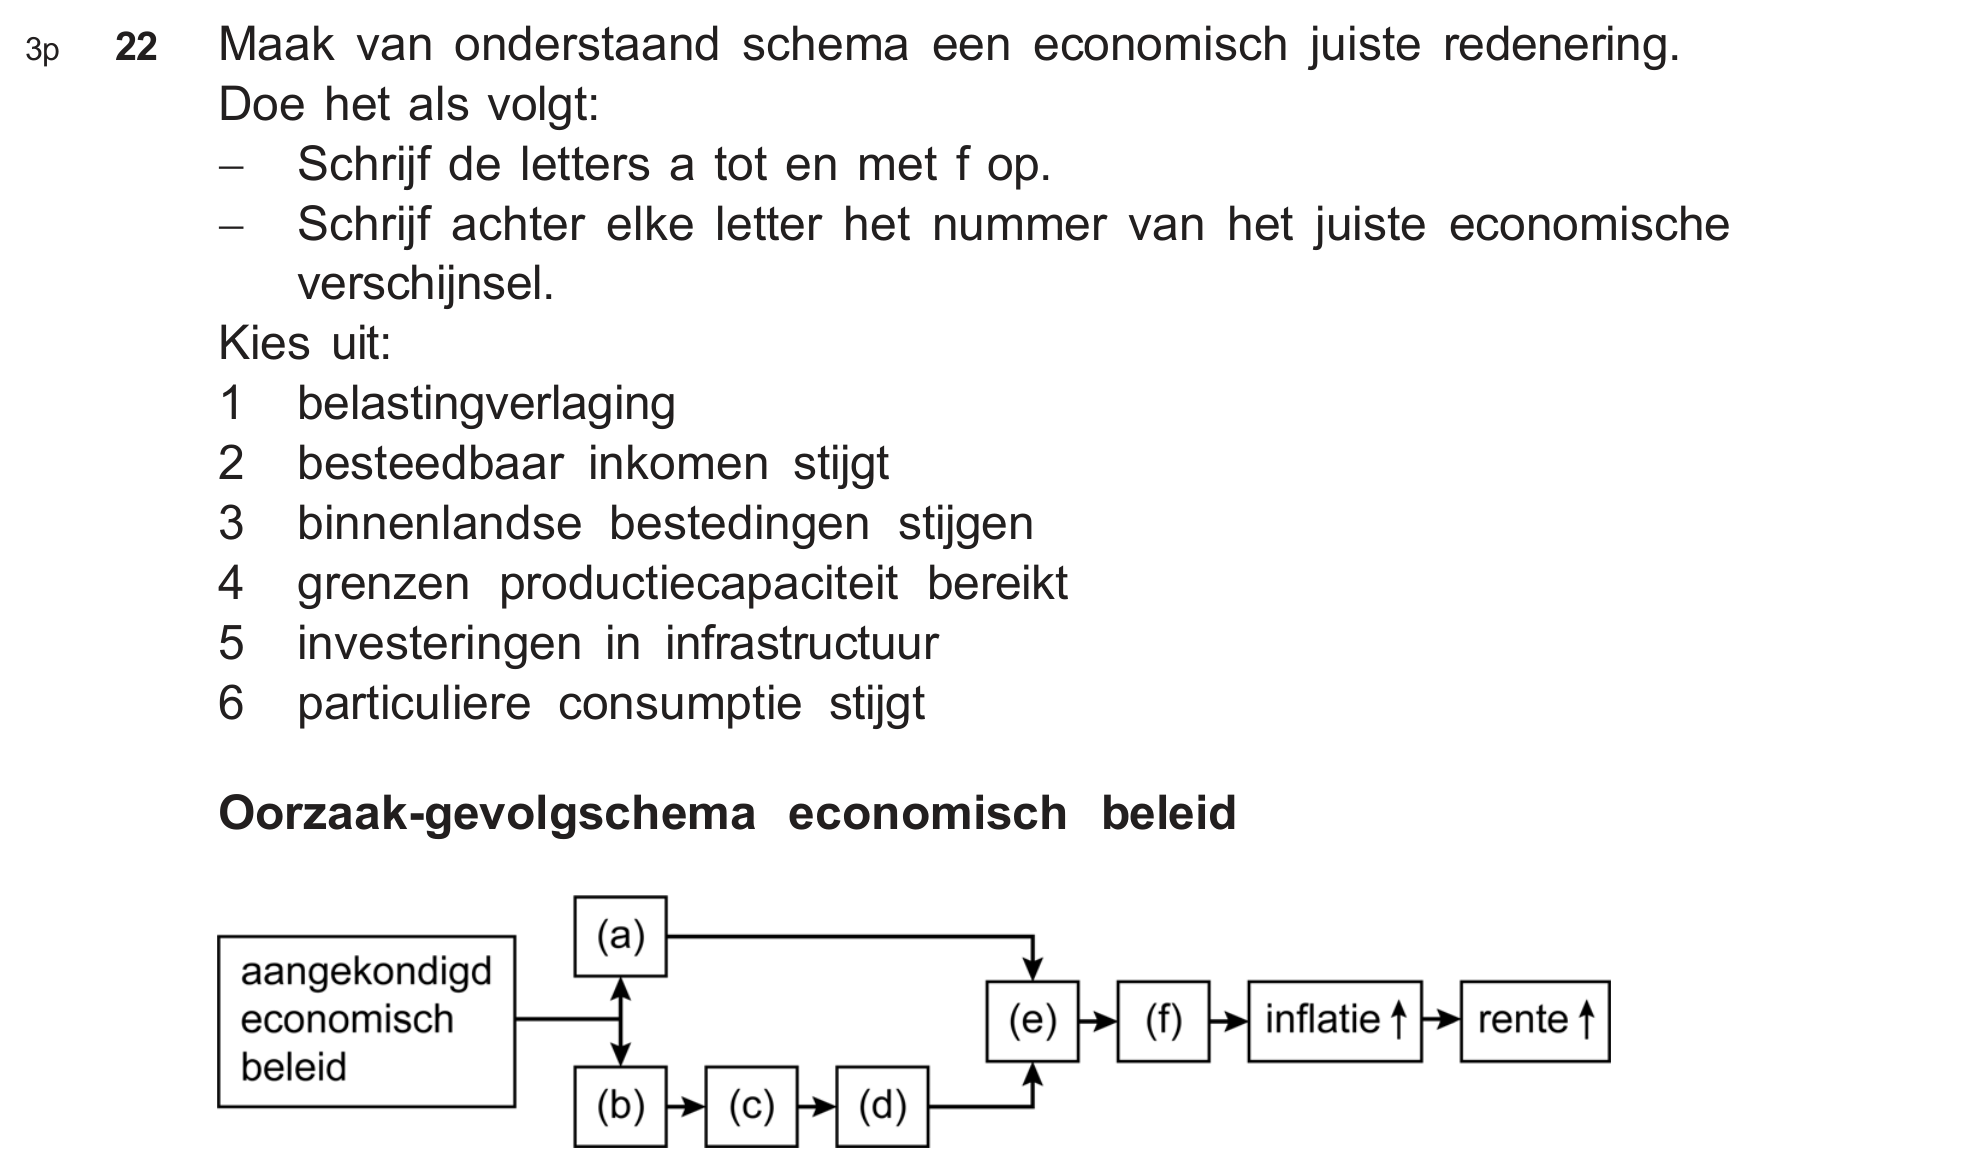 3p 22 Maak van onderstaand schema een economisch juiste redenering.
Doe het als volgt:
– Schrijf de letters a tot en met f op.
– Schrijf achter elke letter het nummer van het juiste economische
verschijnsel.
Kies uit:
1 belastingverlaging
2 besteedbaar inkomen stijgt
3 binnenlandse bestedingen stijgen
4 grenzen productiecapaciteit bereikt
5 investeringen in infrastructuur
6 particuliere consumptie stijgt
Oorzaak-gevolgschema economisch beleid
aangekondigd
economisch
beleid
(a)
(b)
(c)
(d)
(e)
(f)
inflatie ↑
rente ↑